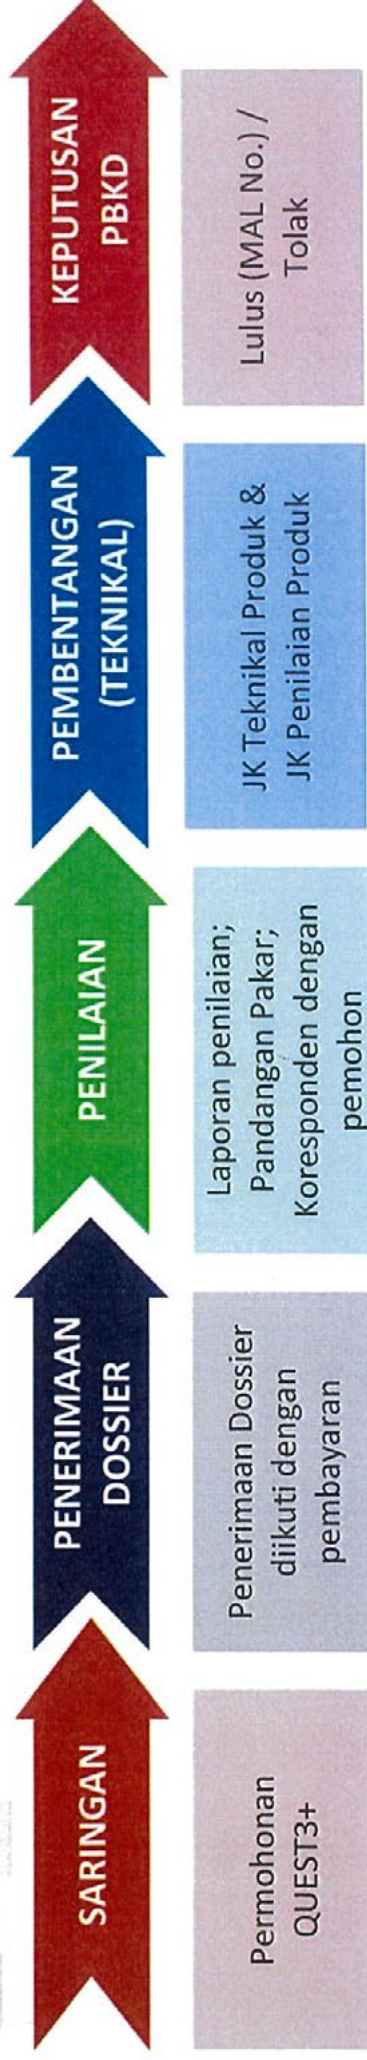 SARINGAN
Permohonan
QUEST3+
PENERIMAAN
DOSSIER
Penerimaan Dossier
diikuti dengan
pembayaran
PENILAIAN
Laporan penilaian;
Pandangan Pakar;
Koresponden dengan
pemohon
PEMBENTANGAN
(TEKNIKAL)
JK Teknikal Produk &
JK Penilaian Produk
KEPUTUSAN
PBKD
Lulus (MAL No.) /
Tolak